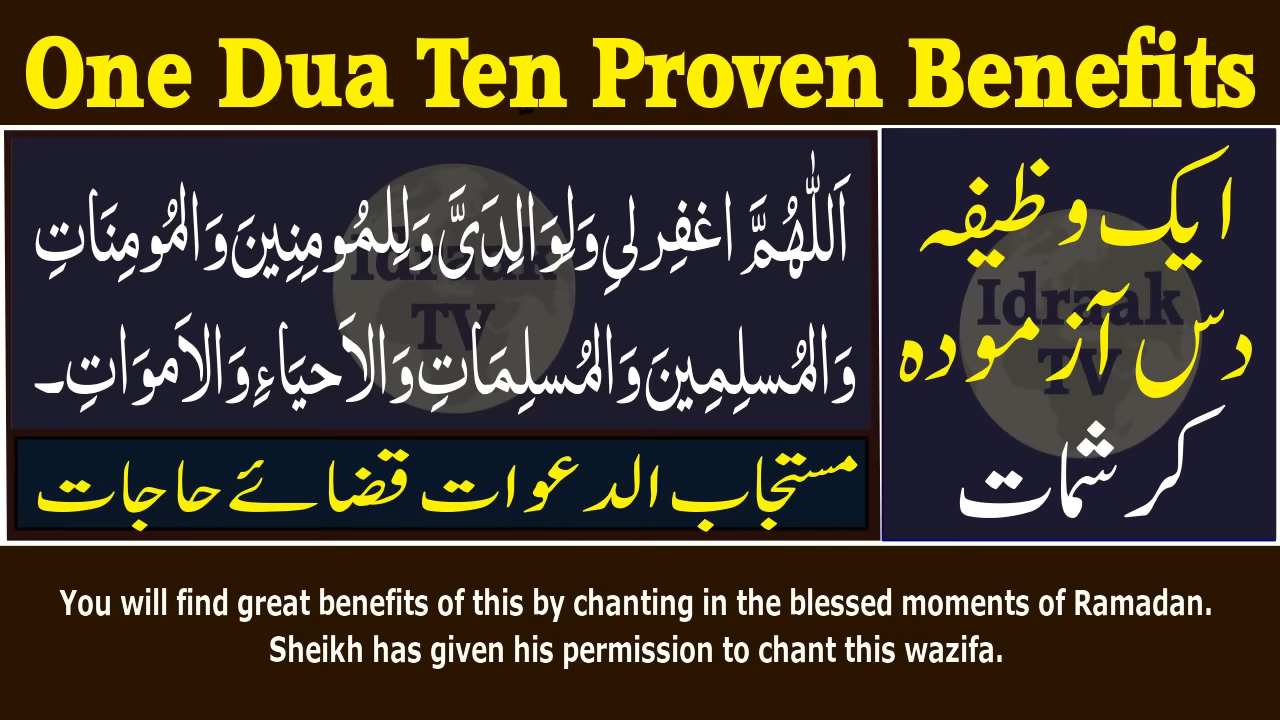 One Dua Ten Proven Benefits
اَللّٰهُمَّ اغفِر لیِ وَلِوَالِدَیَّ وَلِلمُومِنِینَ وَالمُومِنَاتِ
وَالمُسلِمِینَ وَالمُسلِمَاتِ وَالاَحیَاءِ وَالاَموَاتِ۔
مستجاب الدعوات قضائے حاجات
ایک وظیفہ
دس آزمودہ
کرشمات
Idraak
TV
Idraak
TV
You will find great benefits of this by chanting in the blessed moments of Ramadan.
Sheikh has given his permission to chant this wazifa.